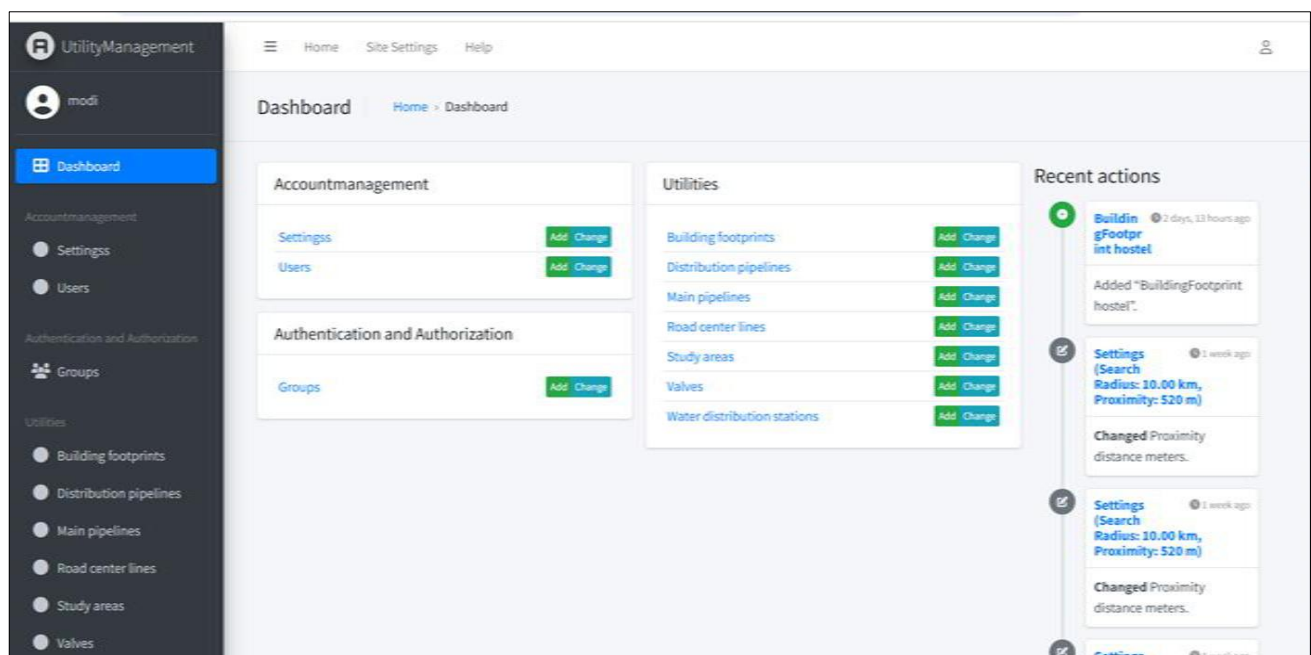 UtilityManagement
Home Site Settings Help
modi
Dashboard Home › Dashboard
Dashboard
Accountmanagement
Settingss
Users
Authentication and Authorization
Groups
Utilities
Building footprints
Distribution pipelines
Main pipelines
Road center lines
Study areas
Valves
Accountmanagement
Settingss Add Change
Users Add Change
Authentication and Authorization
Groups Add Change
Utilities
Building footprints Add Change
Distribution pipelines Add Change
Main pipelines Add Change
Road center lines Add Change
Study areas Add Change
Valves Add Change
Water distribution stations Add Change
Recent actions
Buildin 2 days, 13 hours ago
gFootpr
int hostel
Added “BuildingFootprint
hostel”.
Settings 1 week ago
(Search
Radius: 10.00 km,
Proximity: 520 m)
Changed Proximity
distance meters.
Settings 1 week ago
(Search
Radius: 10.00 km,
Proximity: 520 m)
Changed Proximity
distance meters.